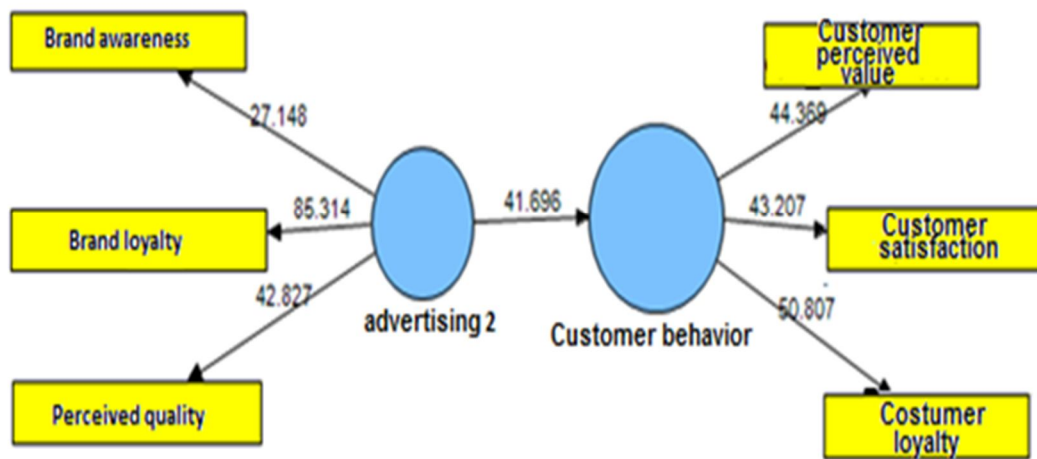 Brand awareness
Customer
perceived
value
27.148
44.369
85.314
41.696
43.207
Brand loyalty
Customer
satisfaction
42.827
advertising 2
Customer behavior
50.807
Perceived quality
Costumer
loyalty